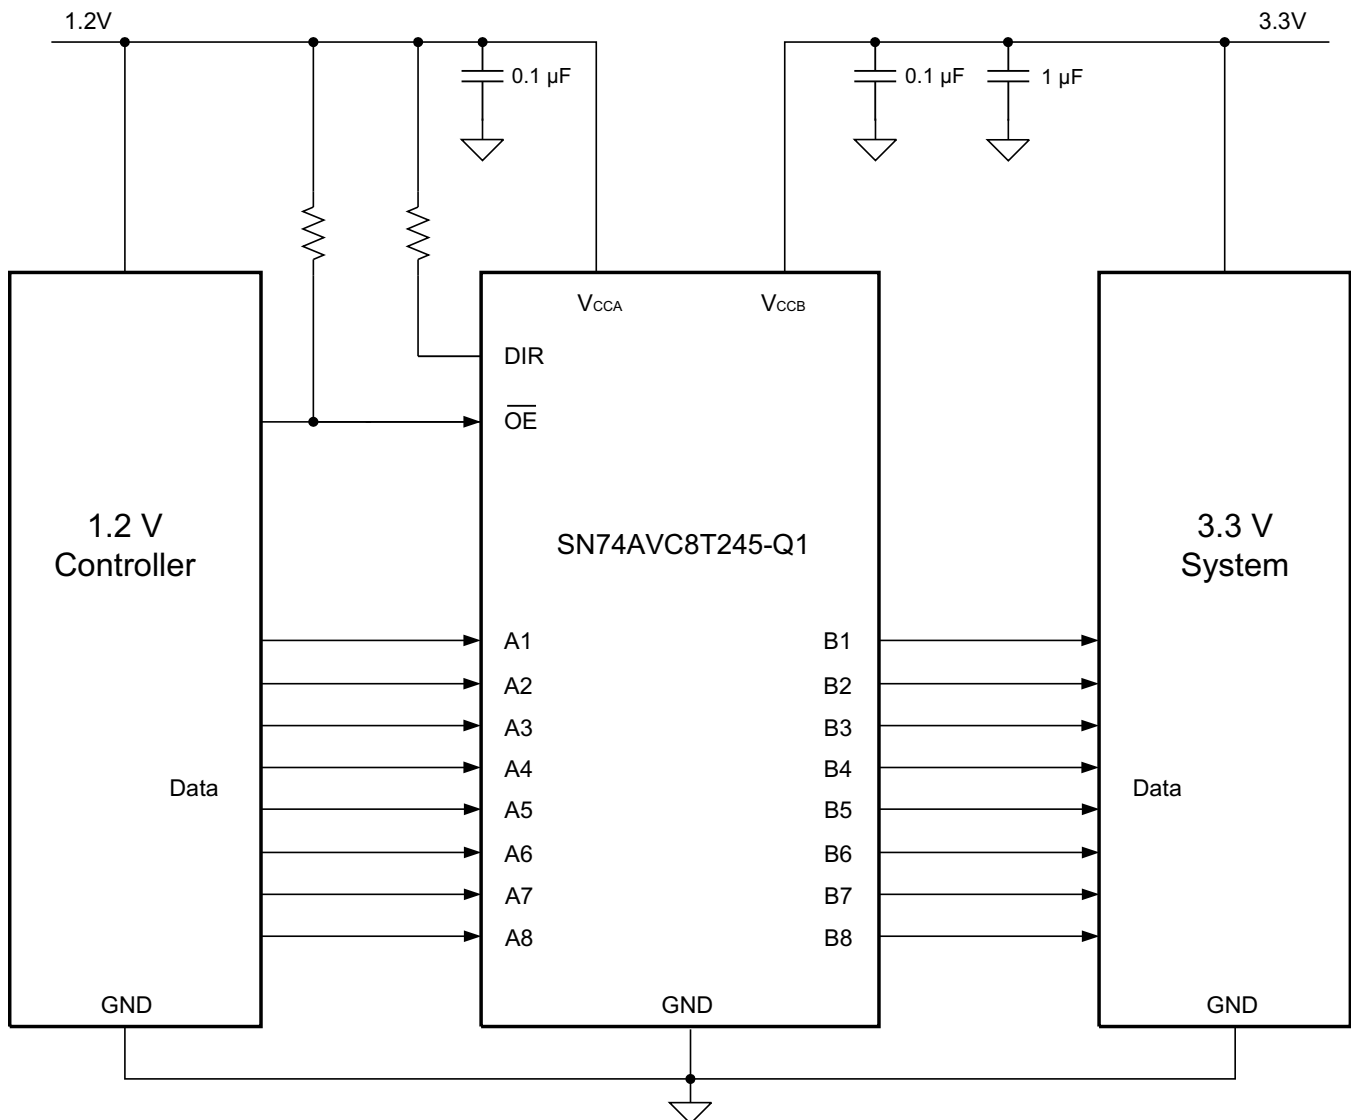 1.2V
3.3V
0.1 µF
0.1 µF
1 µF
VCCA
VCCB
DIR
OE
1.2 V
Controller
SN74AVC8T245-Q1
3.3 V
System
A1
B1
A2
B2
A3
B3
A4
B4
Data
Data
A5
B5
A6
B6
A7
B7
A8
B8
GND
GND
GND